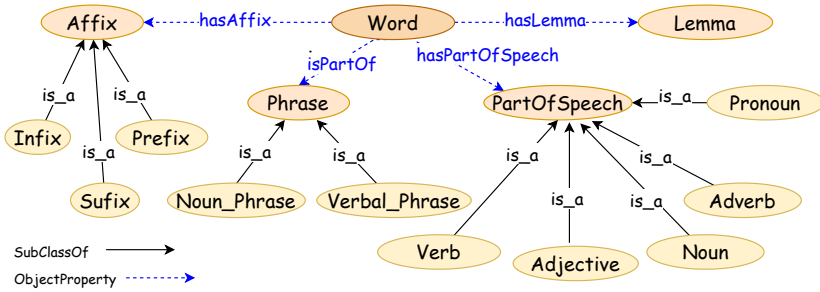 Affix
hasAffix
Word
hasLemma
Lemma
isPartOf
hasPartOfSpeech
is_a
is_a
Phrase
PartOfSpeech
is_a
Pronoun
Infix
is_a
Prefix
is_a
is_a
is_a
is_a
Sufix
Noun_Phrase
Verbal_Phrase
is_a
is_a
Adverb
SubClassOf
Verb
Adjective
Noun
ObjectProperty